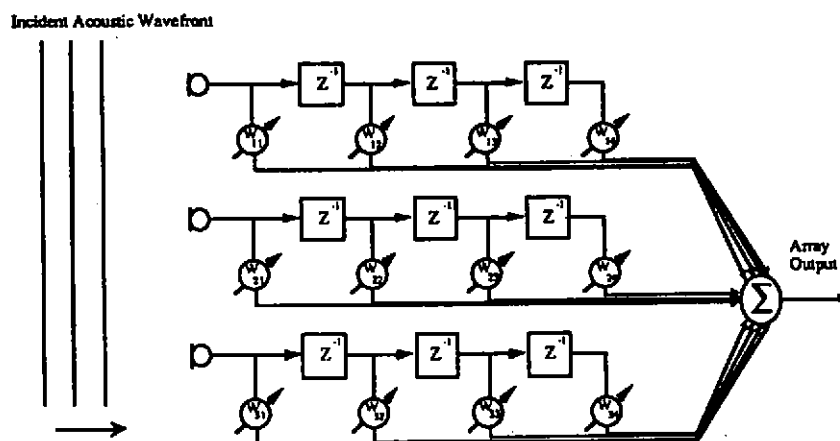 Incident Acoustic Wavefront
Z⁻¹ Z⁻¹ Z⁻¹
W₁₁ W₁₂ W₁₃ W₁₄
Z⁻¹ Z⁻¹ Z⁻¹
W₂₁ W₂₂ W₂₃
Array
Output
Σ
Z⁻¹ Z⁻¹ Z⁻¹
W₃₁ W₃₂ W₃₃ W₃₄